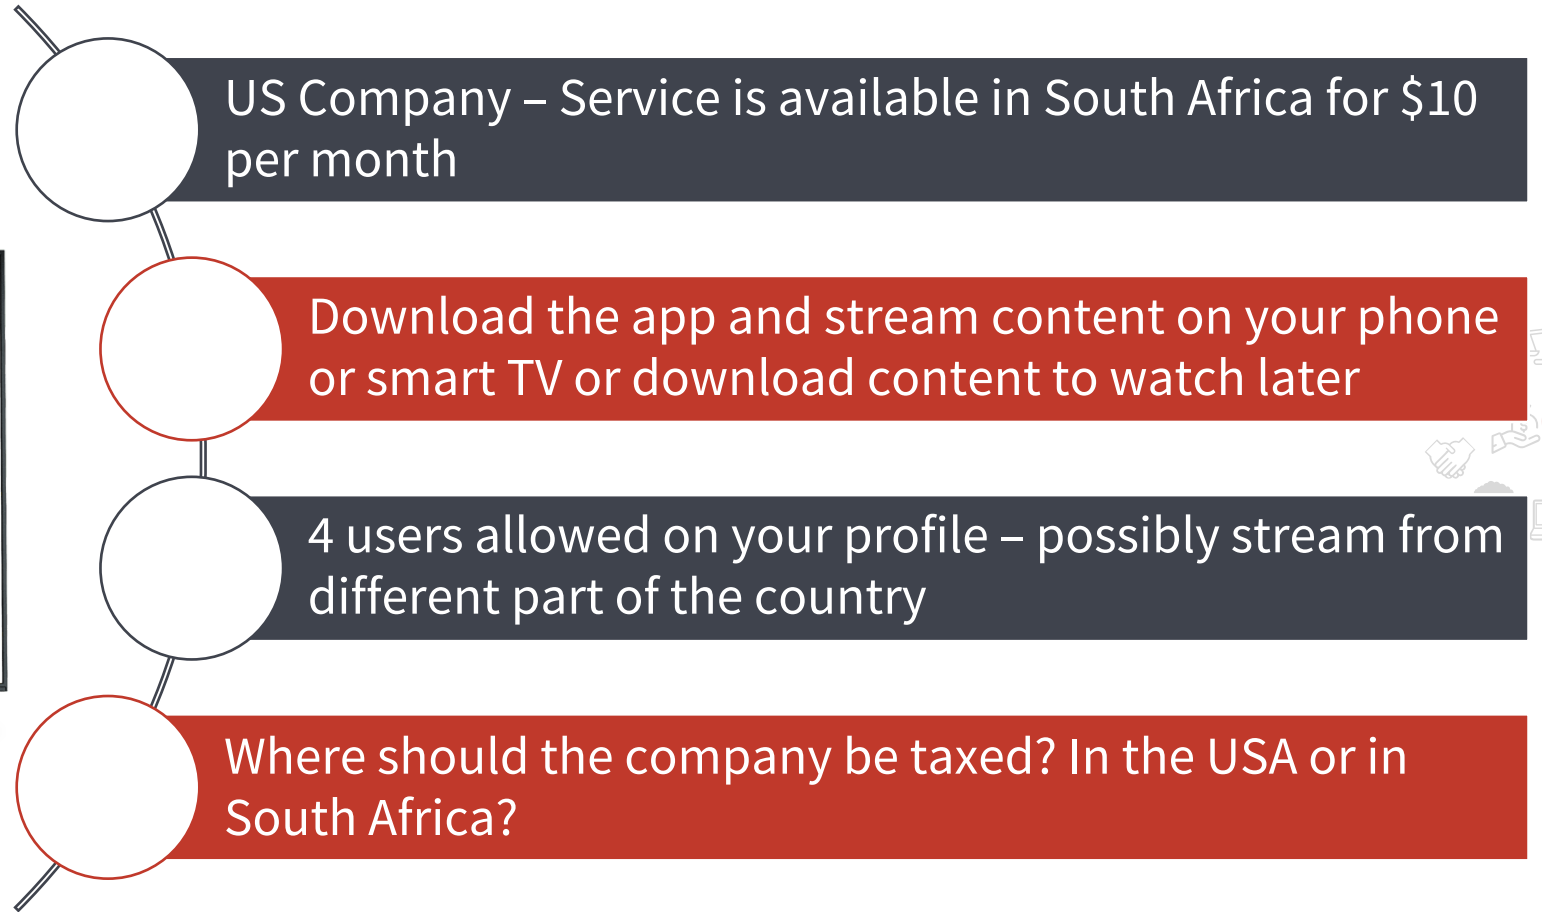 US Company – Service is available in South Africa for $10
per month
Download the app and stream content on your phone
or smart TV or download content to watch later
4 users allowed on your profile – possibly stream from
different part of the country
Where should the company be taxed? In the USA or in
South Africa?